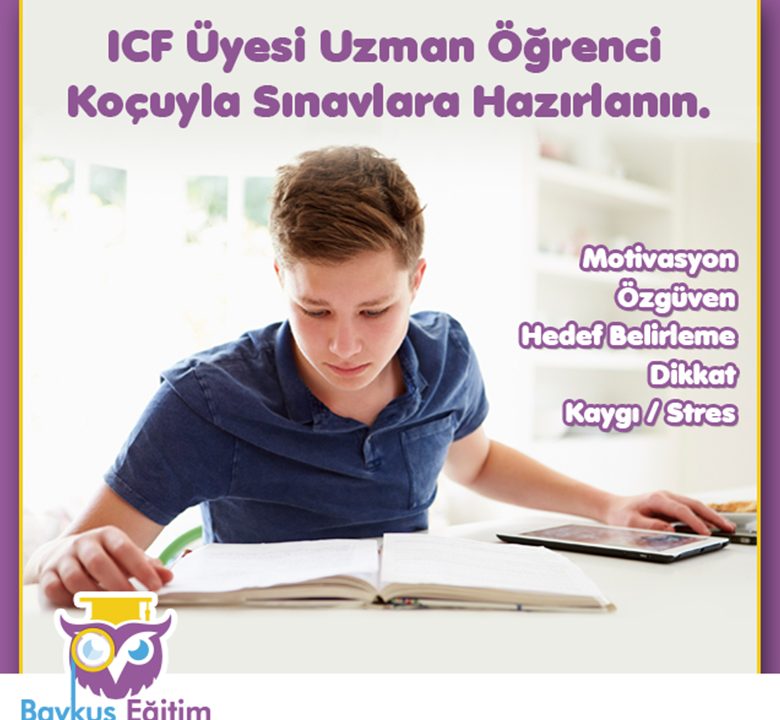 ICF Üyesi Uzman Öğrenci
Koçuyla Sınavlara Hazırlanın.
Motivasyon
Özgüven
Hedef Belirleme
Dikkat
Kaygı / Stres
Baykuş Eğitim